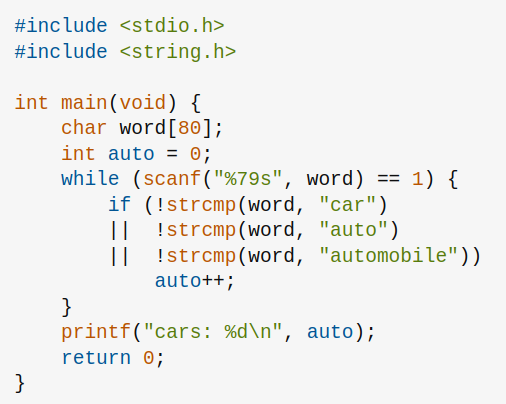 #include <stdio.h>
#include <string.h>

int main(void) {
    char word[80];
    int auto = 0;
    while (scanf("%79s", word) == 1) {
        if (!strcmp(word, "car")
        ||  !strcmp(word, "auto")
        ||  !strcmp(word, "automobile"))
            auto++;
    }
    printf("cars: %d\n", auto);
    return 0;
}